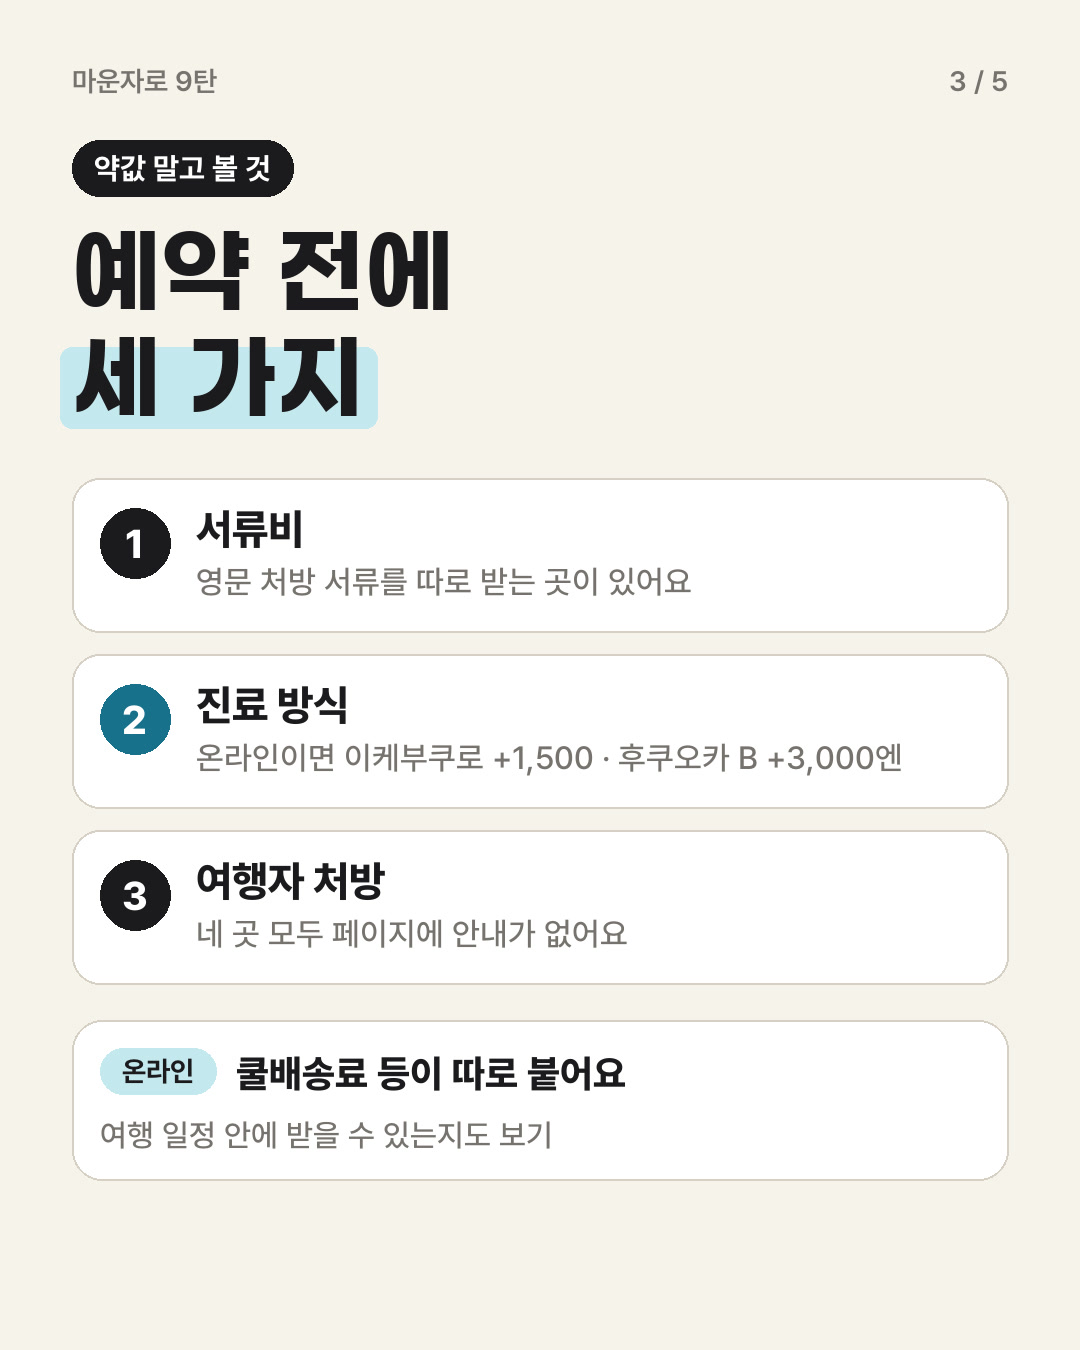 마운자로 9탄
3 / 5
약값 말고 볼 것
예약 전에
세 가지
1
서류비
영문 처방 서류를 따로 받는 곳이 있어요
2
진료 방식
온라인이면 이케부쿠로 +1,500 · 후쿠오카 B +3,000엔
3
여행자 처방
네 곳 모두 페이지에 안내가 없어요
온라인 쿨배송료 등이 따로 붙어요
여행 일정 안에 받을 수 있는지도 보기